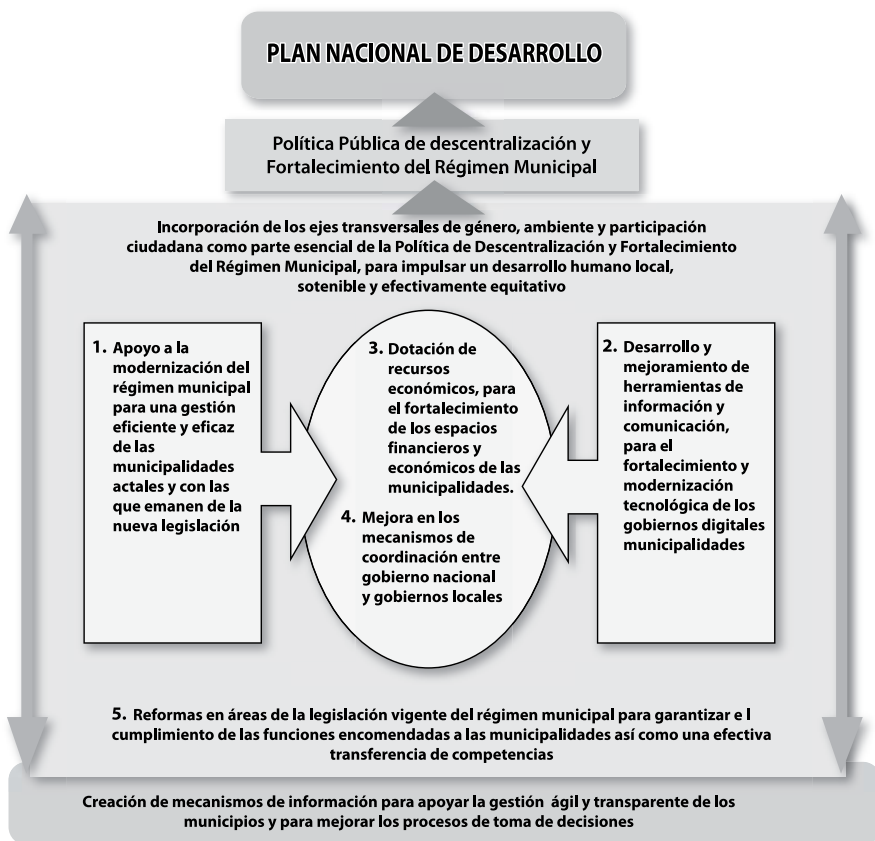 PLAN NACIONAL DE DESARROLLO
Política Pública de descentralización y
Fortalecimiento del Régimen Municipal
Incorporación de los ejes transversales de género, ambiente y participación
ciudadana como parte esencial de la Política de Descentralización y Fortalecimiento
del Régimen Municipal, para impulsar un desarrollo humano local,
sotenible y efectivamente equitativo
1. Apoyo a la
modernización del
régimen municipal
para una gestión
eficiente y eficaz
de las
municipalidades
actales y con las
que emanen de la
nueva legislación
3. Dotación de
recursos
económicos, para
el fortalecimiento
de los espacios
financieros y
económicos de las
municipalidades.
4. Mejora en los
mecanismos de
coordinación entre
gobierno nacional
y gobiernos locales
2. Desarrollo y
mejoramiento de
herramientas de
información y
comunicación,
para el
fortalecimiento y
modernización
tecnológica de los
gobiernos digitales
municipalidades
5. Reformas en áreas de la legislación vigente del régimen municipal para garantizar e l
cumplimiento de las funciones encomendadas a las municipalidades así como una efectiva
transferencia de competencias
Creación de mecanismos de información para apoyar la gestión ágil y transparente de los
municipios y para mejorar los procesos de toma de decisiones